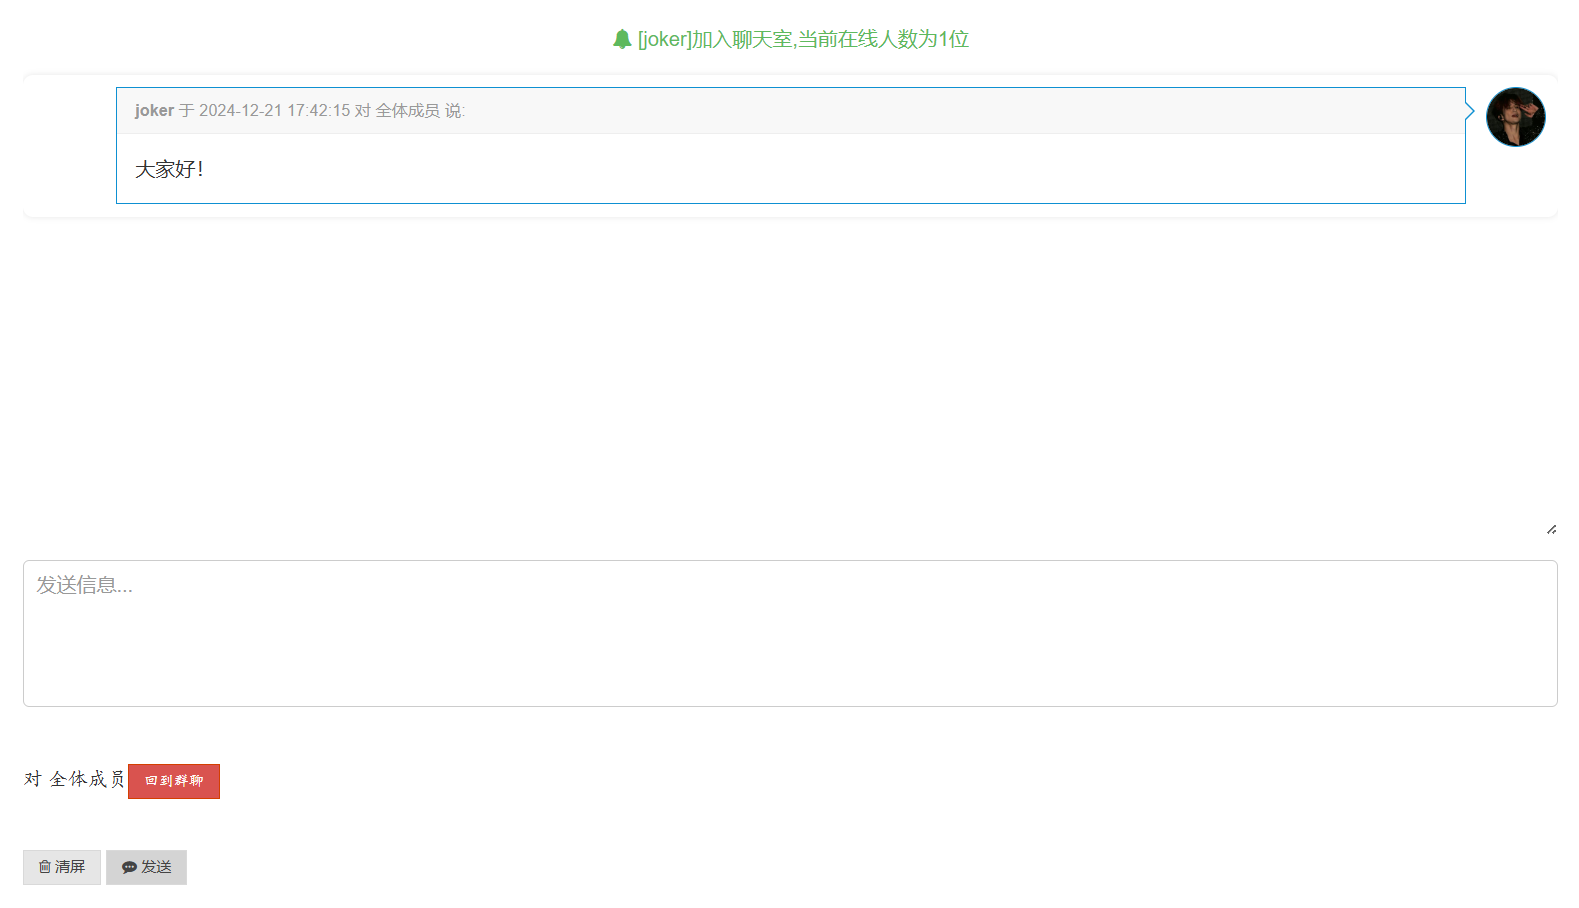 [joker]加入聊天室,当前在线人数为1位
joker 于 2024-12-21 17:42:15 对 全体成员 说:
大家好!
发送信息...
对 全体成员 回到群聊
清屏 发送